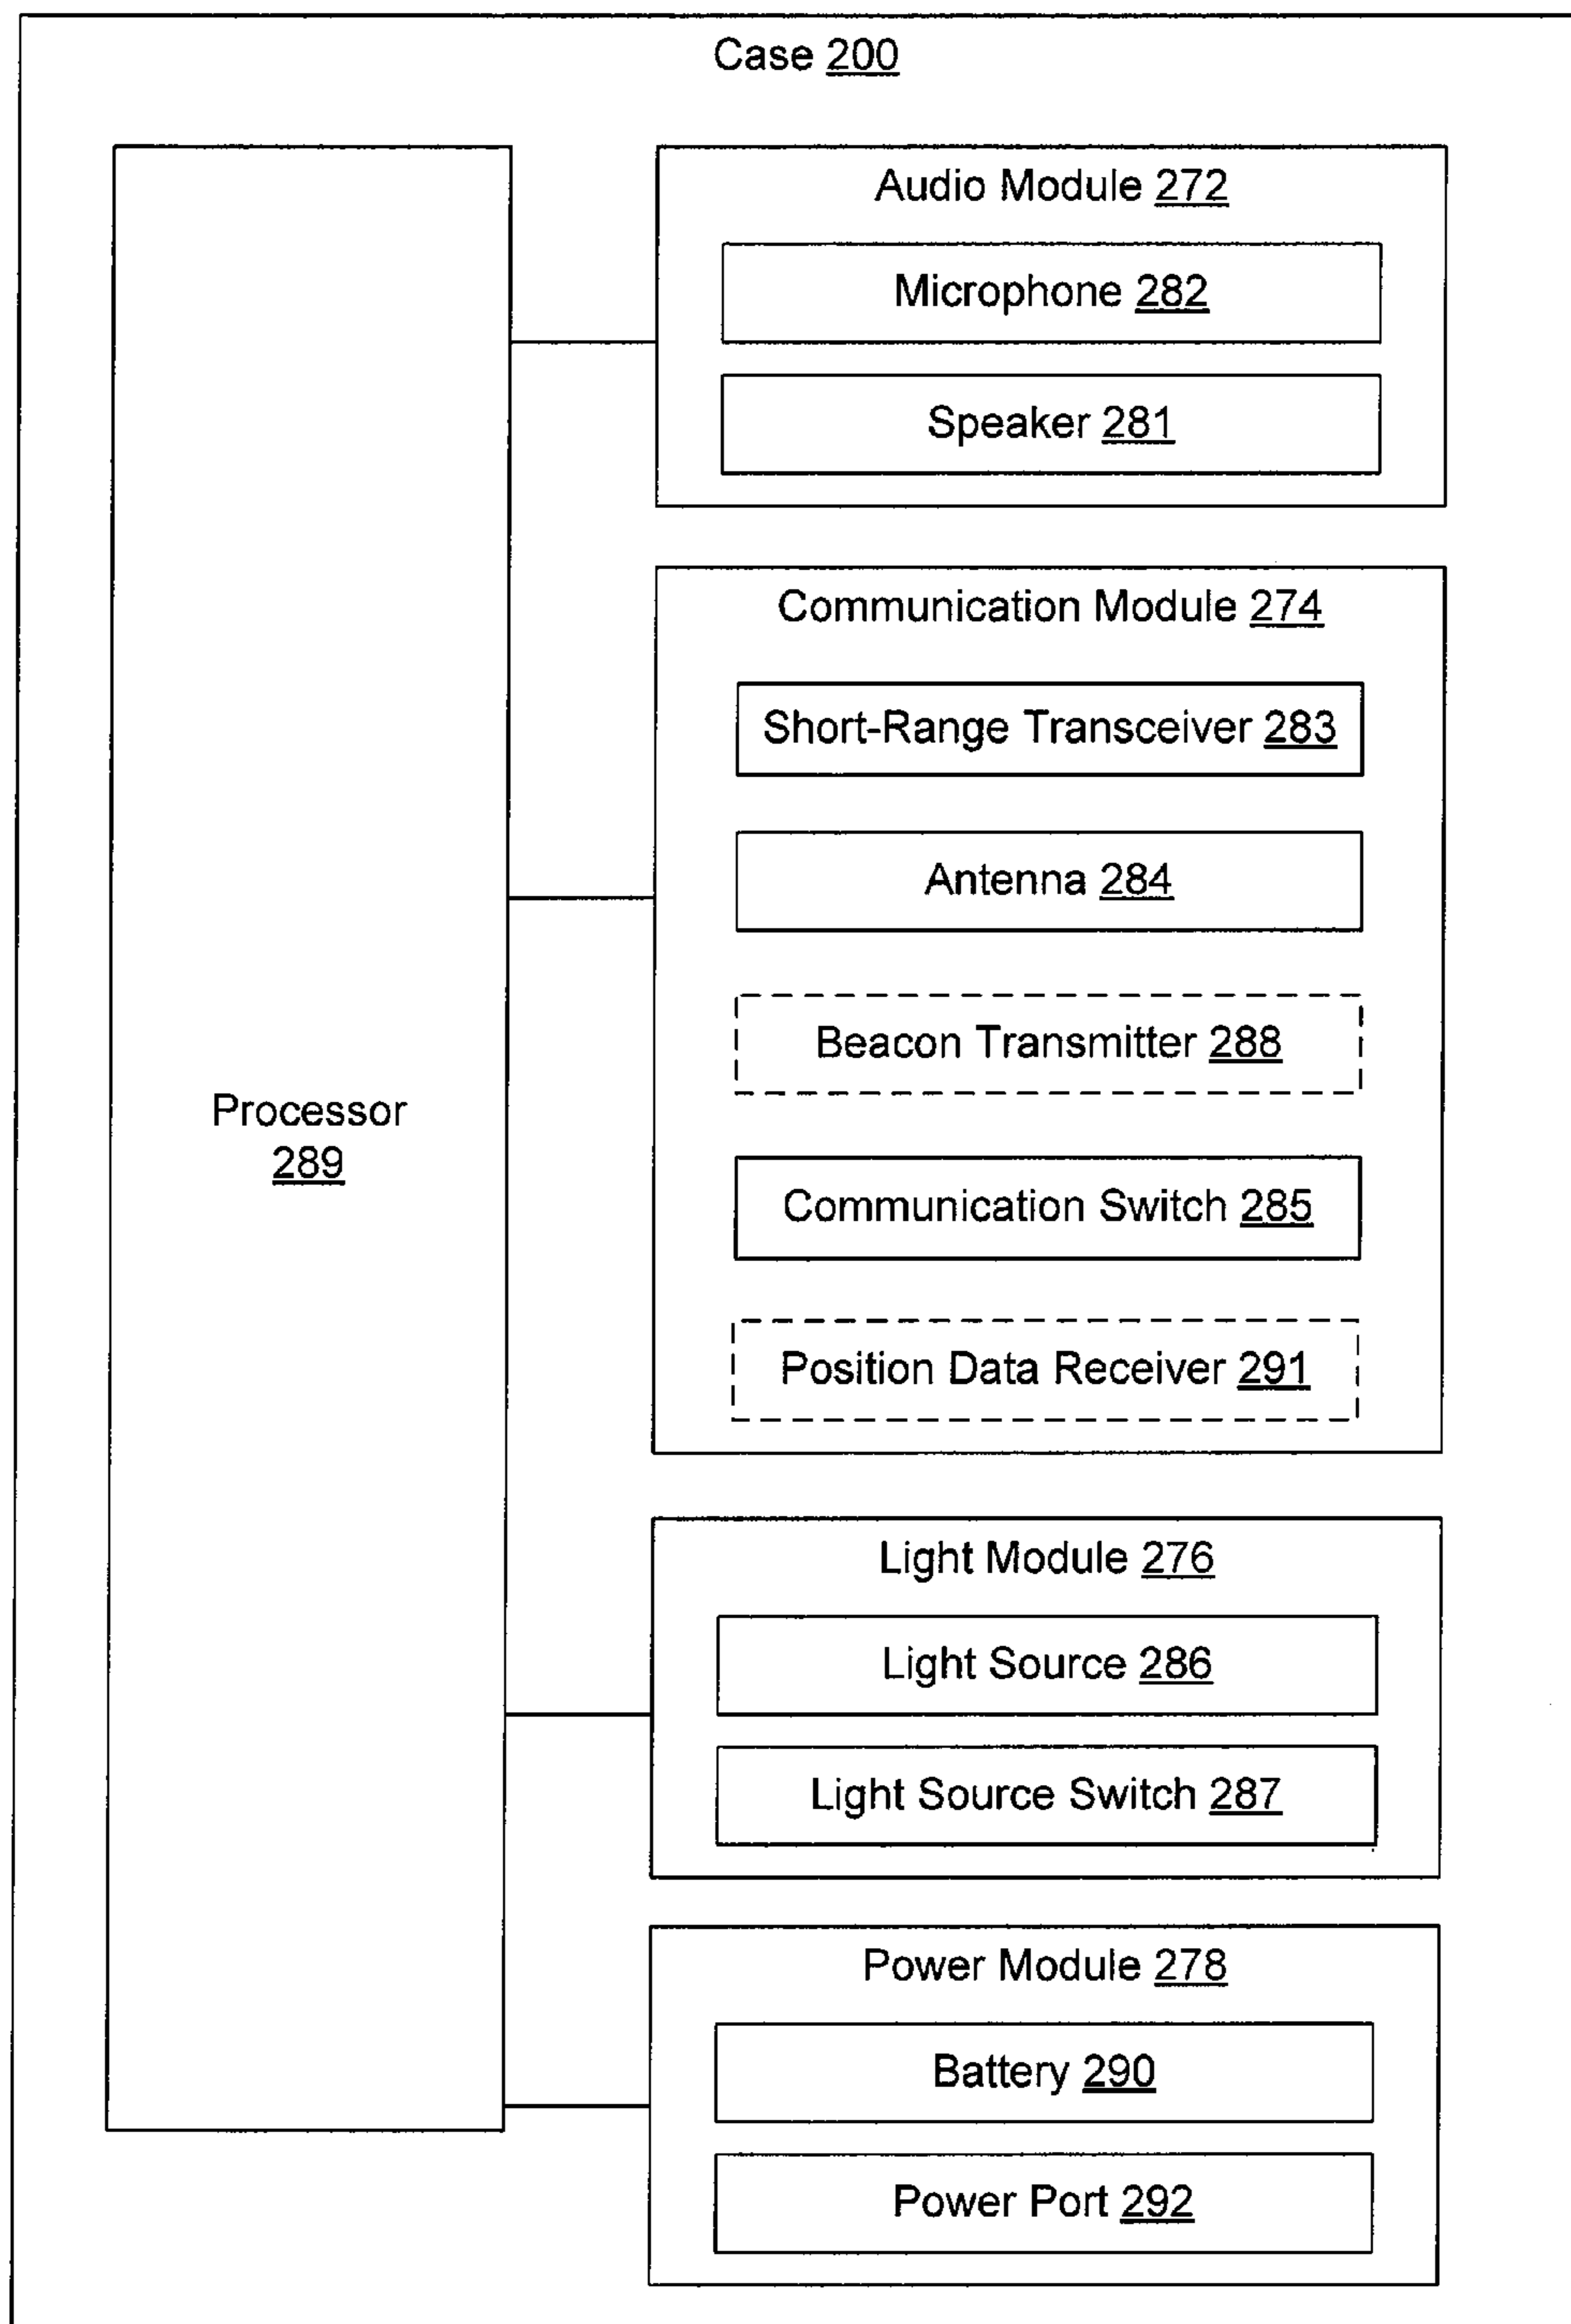 Case 200
Audio Module 272
Microphone 282
Speaker 281
Communication Module 274
Short-Range Transceiver 283
Antenna 284
Beacon Transmitter 288
Processor
289
Communication Switch 285
Position Data Receiver 291
Light Module 276
Light Source 286
Light Source Switch 287
Power Module 278
Battery 290
Power Port 292